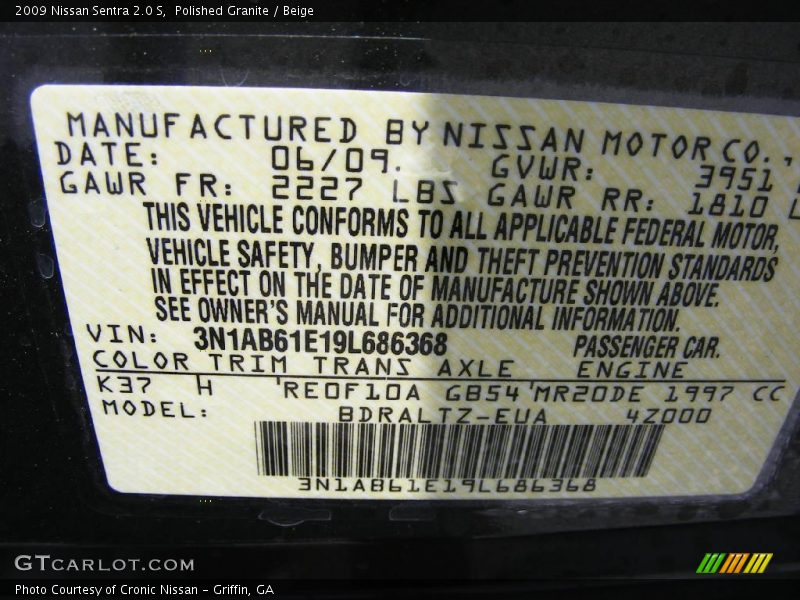 2009 Nissan Sentra 2.0 S,  Polished Granite / Beige
MANUFACTURED BY NISSAN MOTOR CO.,
DATE: 06/09. GVWR: 3951
GAWR FR: 2227 LBS GAWR RR: 1810 L
THIS VEHICLE CONFORMS TO ALL APPLICABLE FEDERAL MOTOR,
VEHICLE SAFETY, BUMPER AND THEFT PREVENTION STANDARDS
IN EFFECT ON THE DATE OF MANUFACTURE SHOWN ABOVE.
SEE OWNER'S MANUAL FOR ADDITIONAL INFORMATION.
VIN: 3N1AB61E19L686368 PASSENGER CAR.
COLOR TRIM TRANS AXLE ENGINE
K37 H 'RE0F10A GB54'MR20DE 1997 CC
MODEL: BDRALTZ-EUA 4Z000
3N1AB61E19L686368
GTCARLOT.COM
Photo Courtesy of Cronic Nissan – Griffin, GA